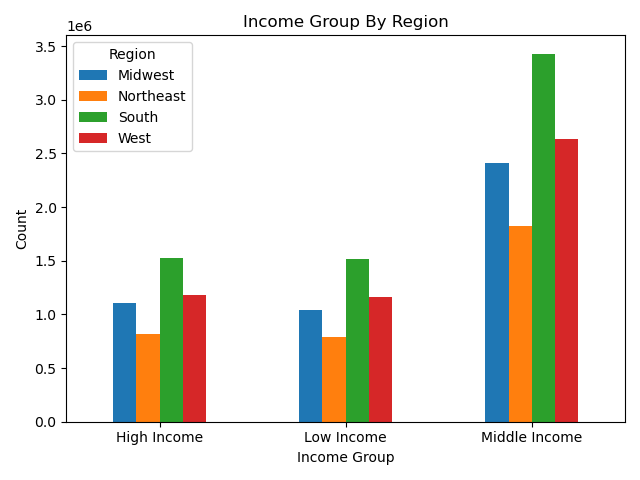 Income Group By Region
1e6
3.5
3.0
2.5
2.0
1.5
1.0
0.5
0.0
Count
Region
Midwest
Northeast
South
West
High Income
Low Income
Middle Income
Income Group